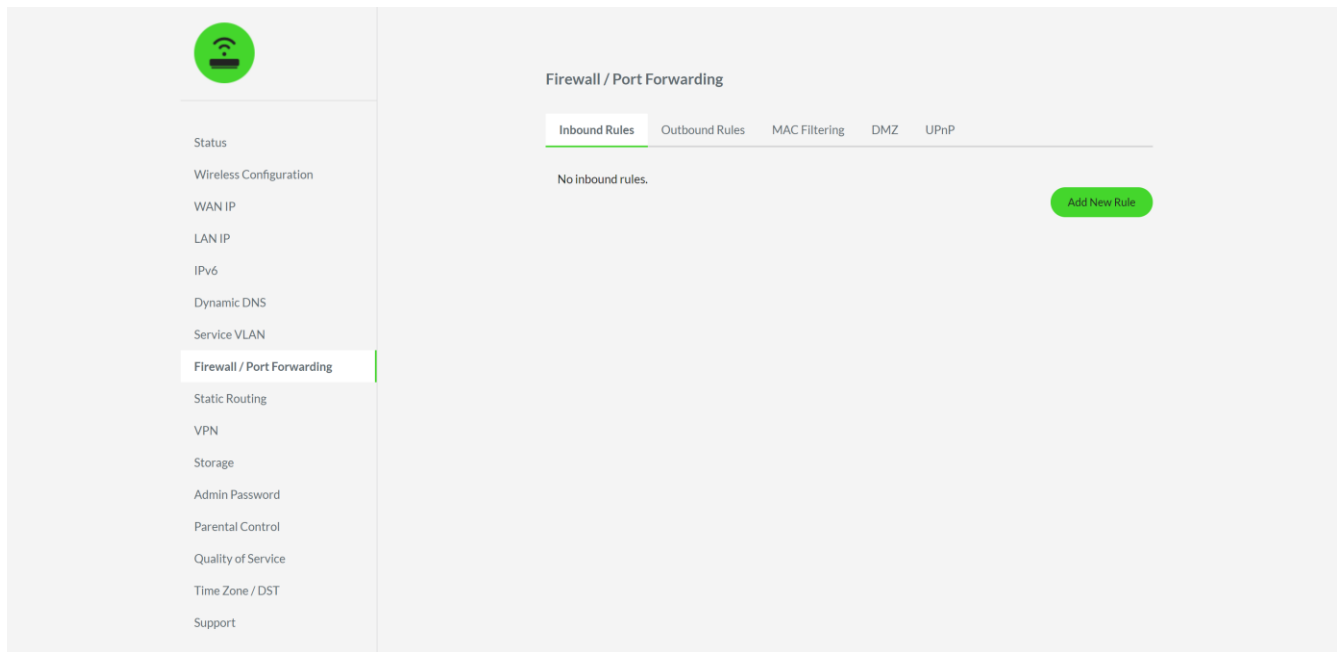 Status
Wireless Configuration
WAN IP
LAN IP
IPv6
Dynamic DNS
Service VLAN
Firewall / Port Forwarding
Static Routing
VPN
Storage
Admin Password
Parental Control
Quality of Service
Time Zone / DST
Support
Firewall / Port Forwarding
Inbound Rules Outbound Rules MAC Filtering DMZ UPnP
No inbound rules.
Add New Rule